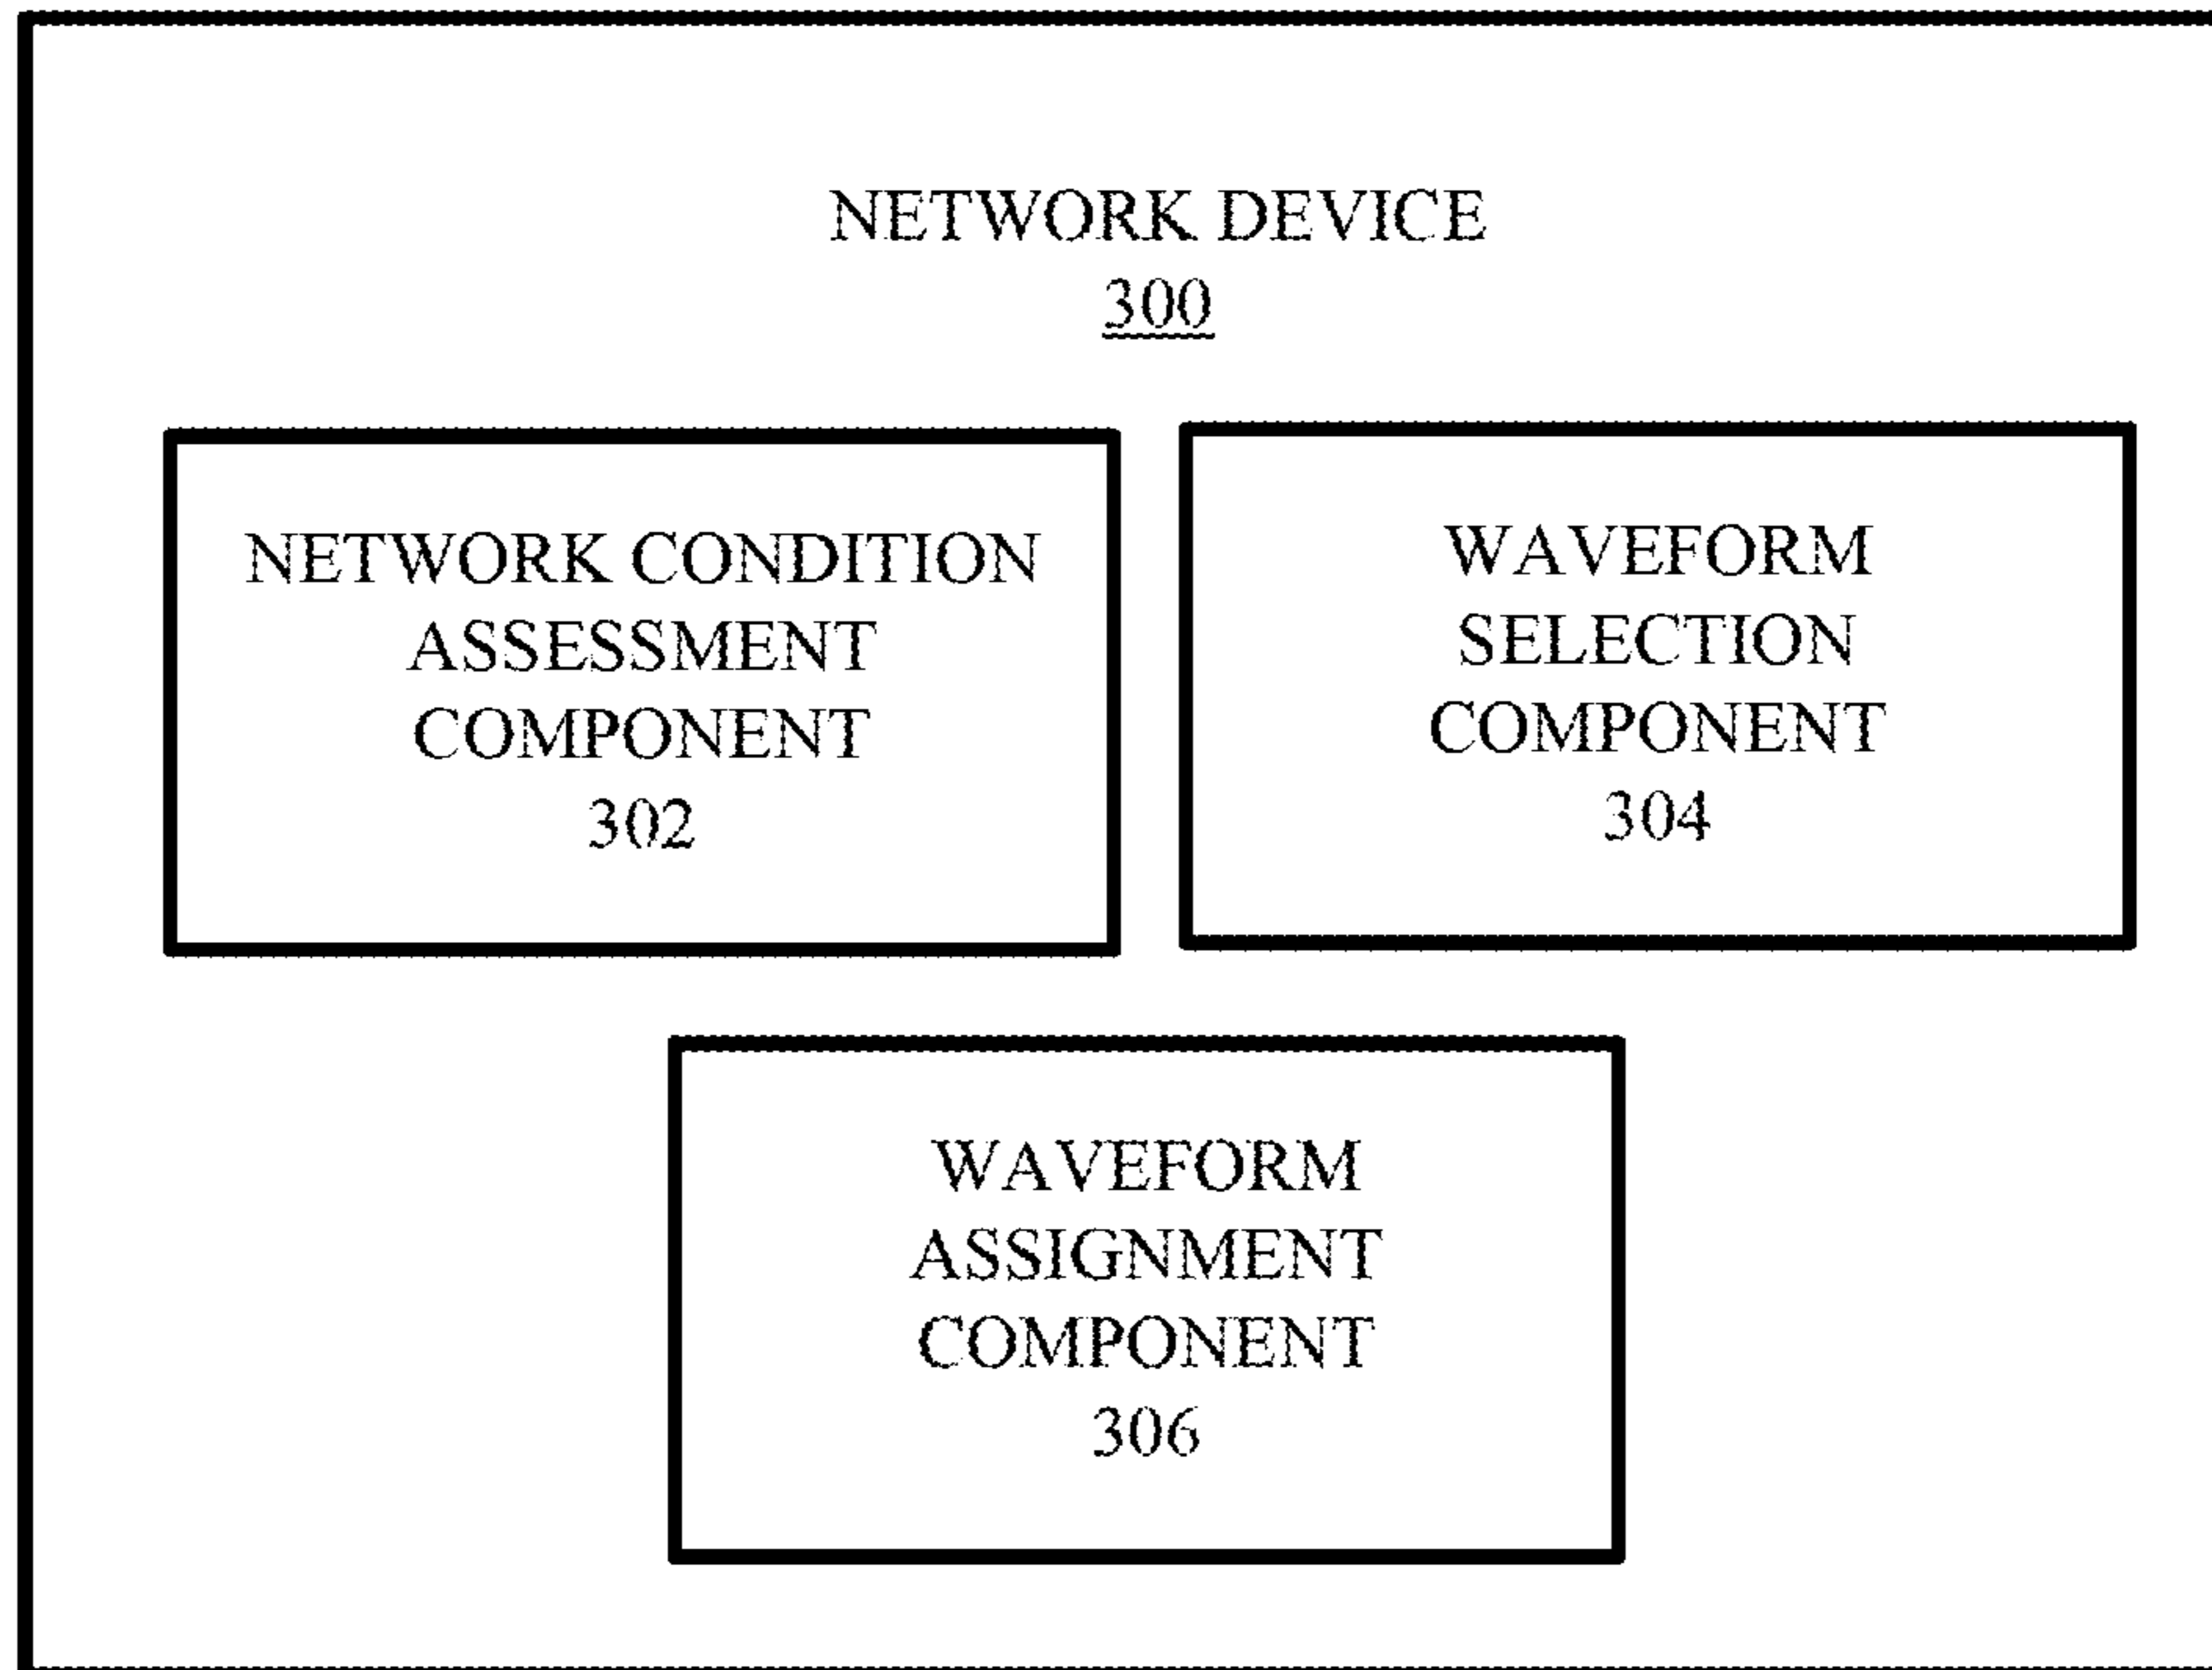 NETWORK DEVICE
300
NETWORK CONDITION
ASSESSMENT
COMPONENT
302
WAVEFORM
SELECTION
COMPONENT
304
WAVEFORM
ASSIGNMENT
COMPONENT
306